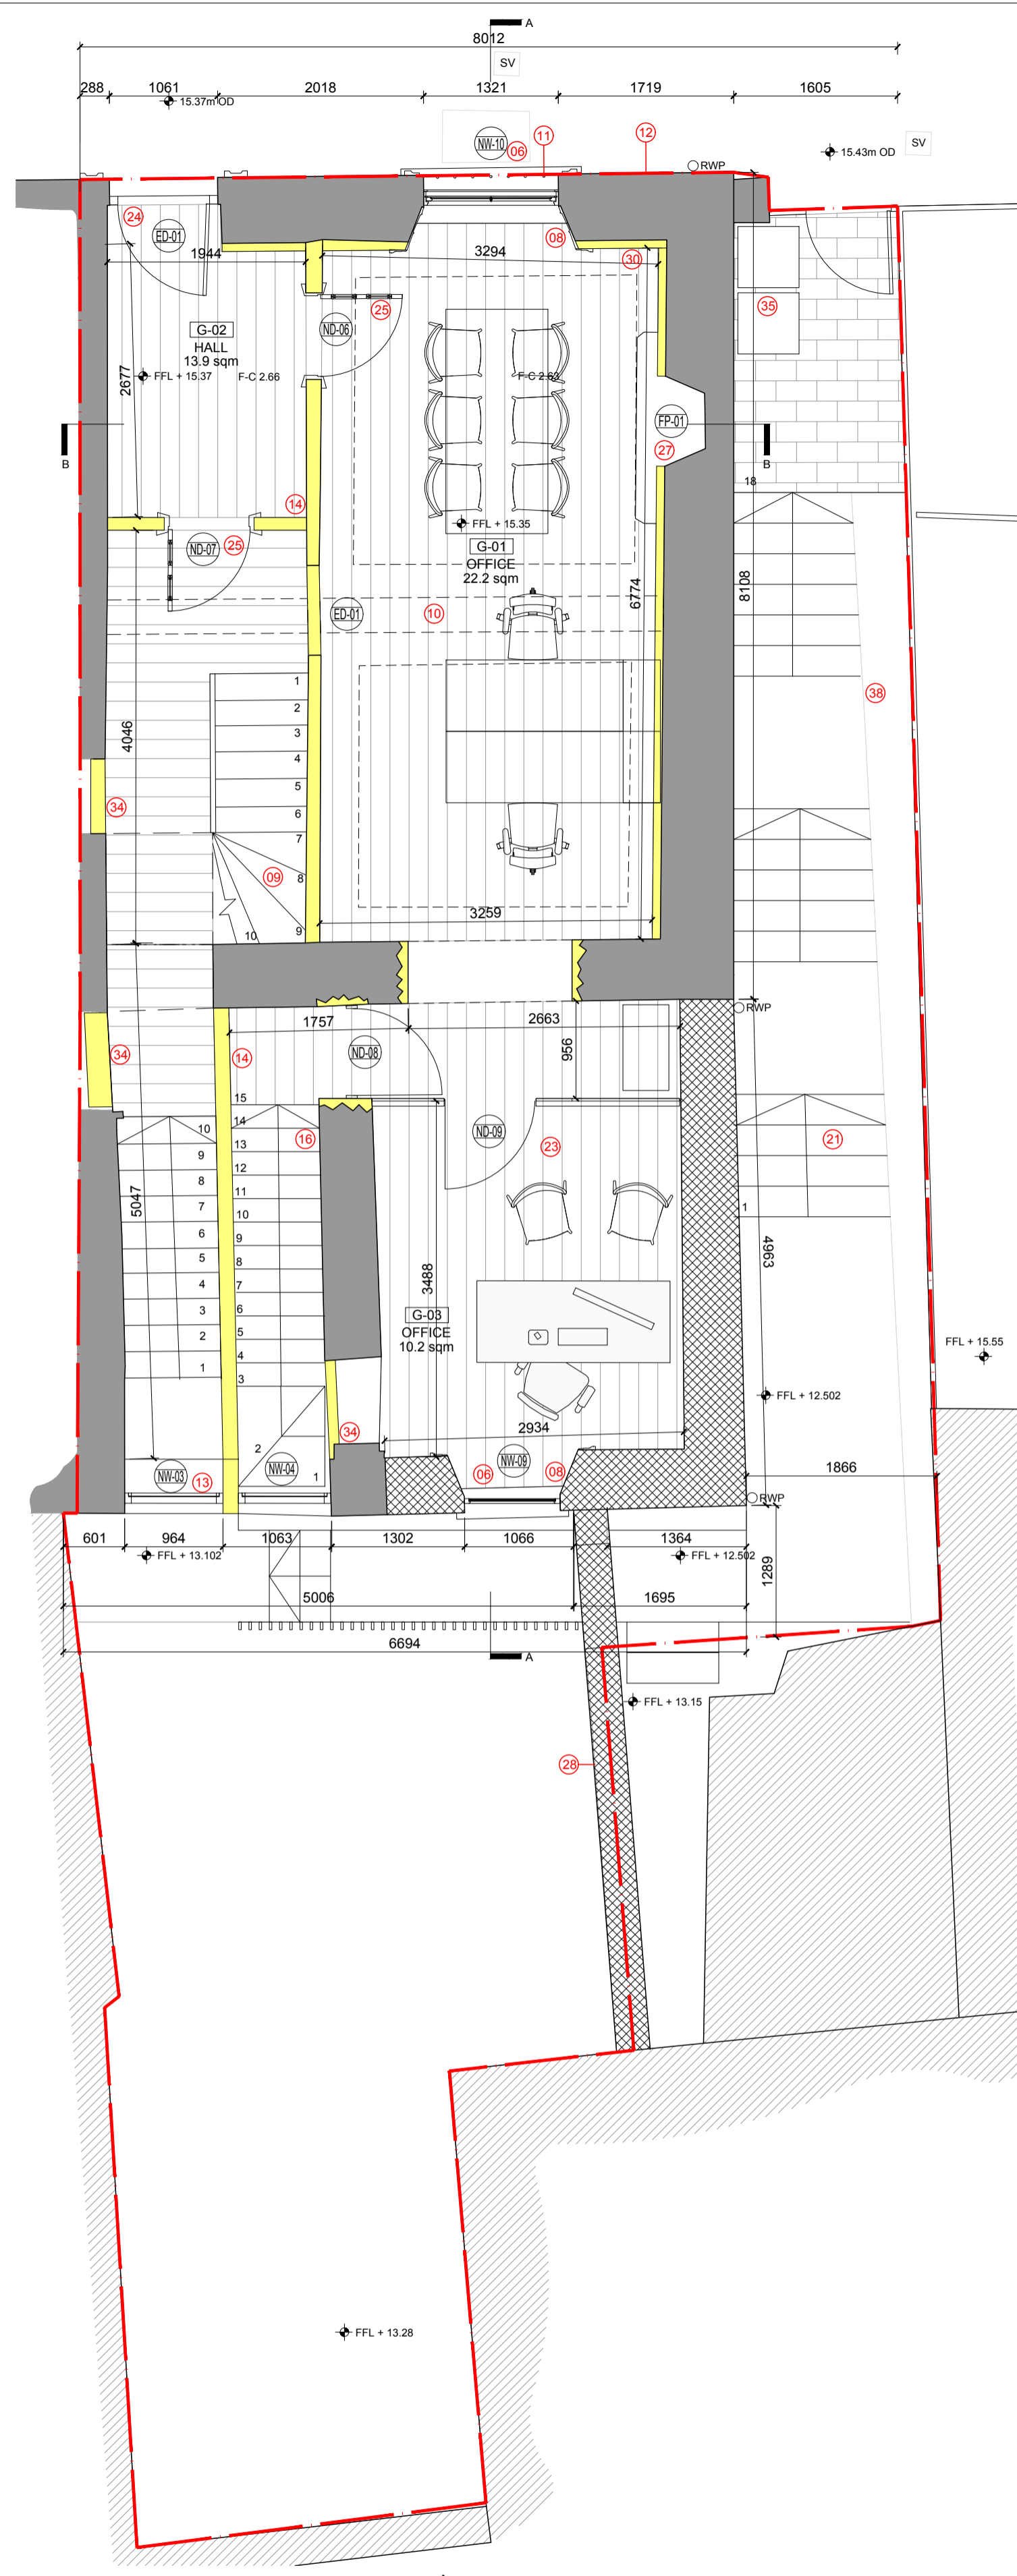 A
8012
SV
288 1061 2018 1321 1719 1605
15.37m OD
NW-10 06 11 12
15.43m OD SV
RWP
24 ED-01
1944
3294
08
30
G-02
HALL
13.9 sqm
FFL + 15.37 F-C 2.66
2677
ND-06
25
F-C 2.63
35
FP-01
27
B
B
14
18
FFL + 15.35
G-01
OFFICE
22.2 sqm
ND-07 25
6774
8108
ED-01
10
1
2
3
4
5
6
7
8
9
10
09
4046
34
38
3259
1757 2663
956
RWP
34
14
ND-08
15
14
13
12
11
10
9
8
7
6
5
4
3
2
1
16
ND-09
23
21
1
10
9
8
7
6
5
4
3
2
1
5047
3488
4963
G-03
OFFICE
10.2 sqm
FFL + 15.55
FFL + 12.502
34
2934
NW-03 13
NW-04
06 NW-09 08
1866
RWP
601 964 1063 1302 1066 1364
FFL + 13.102
FFL + 12.502
1289
5006 1695
6694
A
FFL + 13.15
28
FFL + 13.28